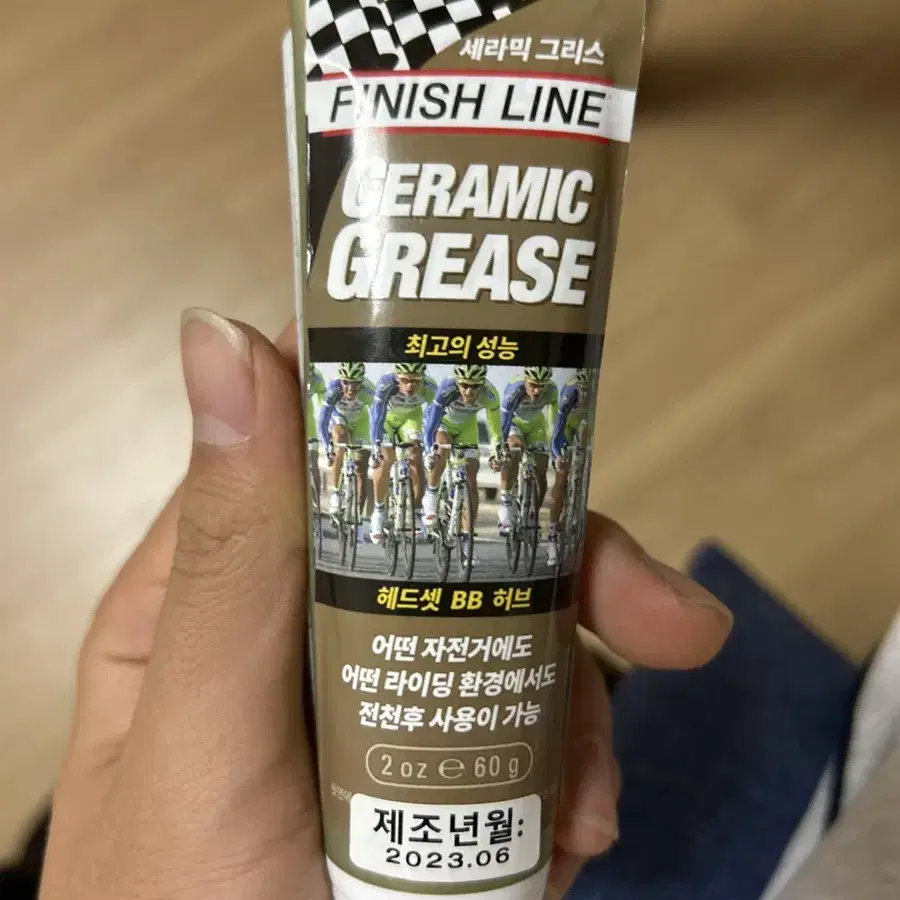 세라믹 그리스
FINISH LINE
CERAMIC
GREASE
최고의 성능
헤드셋 BB 허브
어떤 자전거에도
어떤 라이딩 환경에서도
전천후 사용이 가능
2 oz ℮ 60 g
제조년월:
2023.06